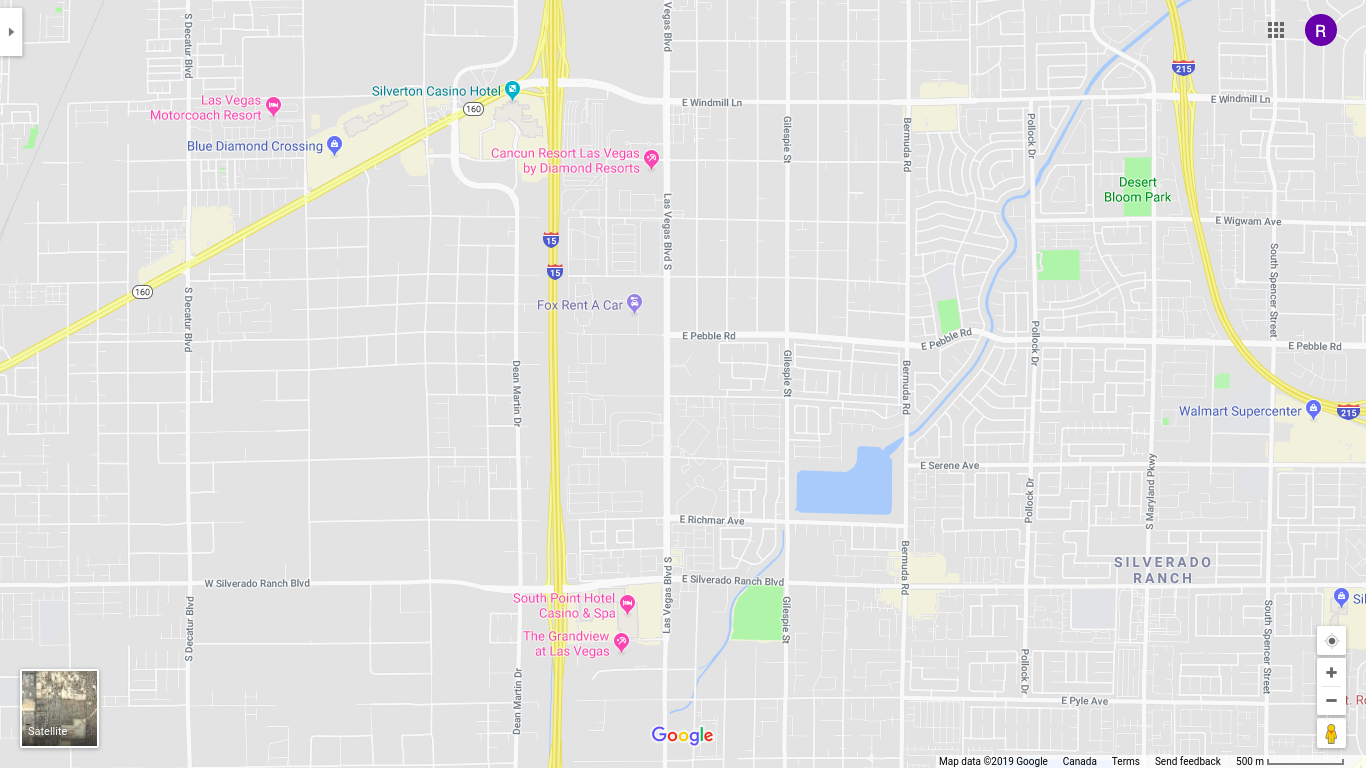 S Decatur Blvd
Vegas Blvd
R
215
Silverton Casino Hotel
160
Las Vegas
Motorcoach Resort
E Windmill Ln
E Windmill Ln
Gilespie St
Bermuda Rd
Pollock Dr
Blue Diamond Crossing
Cancun Resort Las Vegas
by Diamond Resorts
Desert
Bloom Park
Las Vegas Blvd S
E Wigwam Ave
15
15
South Spencer Street
160
S Decatur Blvd
Fox Rent A Car
E Pebble Rd
E Pebble Rd
E Pebble Rd
Pollock Dr
Gilespie St
Dean Martin Dr
Bermuda Rd
Walmart Supercenter
215
E Serene Ave
S Maryland Pkwy
Pollock Dr
E Richmar Ave
Bermuda Rd
SILVERADO
RANCH
W Silverado Ranch Blvd
E Silverado Ranch Blvd
Las Vegas Blvd S
South Point Hotel
Casino & Spa
Sil
Gilespie St
S Decatur Blvd
South Spencer Street
The Grandview
at Las Vegas
Pollock Dr
Dean Martin Dr
E Pyle Ave
t. Ro
Satellite
Google
Map data ©2019 Google Canada Terms Send feedback 500 m